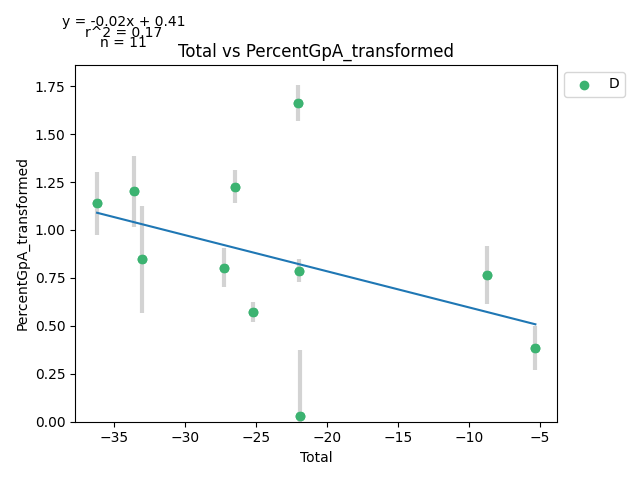 y = -0.02x + 0.41
r^2 = 0.17
n = 11
Total vs PercentGpA_transformed
D
PercentGpA_transformed
1.75
1.50
1.25
1.00
0.75
0.50
0.25
0.00
−35
−30
−25
−20
−15
−10
−5
Total